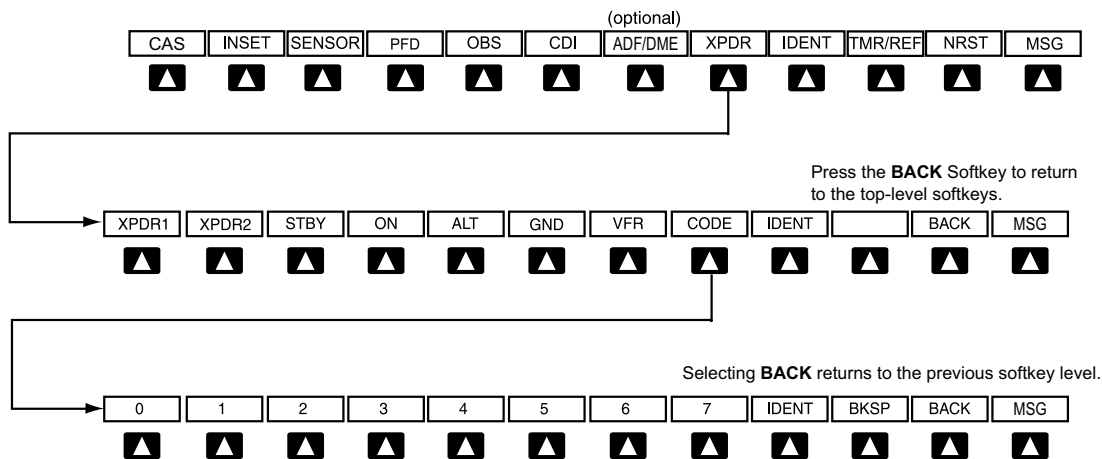 (optional)
CAS INSET SENSOR PFD OBS CDI ADF/DME XPDR IDENT TMR/REF NRST MSG
Press the BACK Softkey to return
to the top-level softkeys.
XPDR1 XPDR2 STBY ON ALT GND VFR CODE IDENT BACK MSG
Selecting BACK returns to the previous softkey level.
0 1 2 3 4 5 6 7 IDENT BKSP BACK MSG